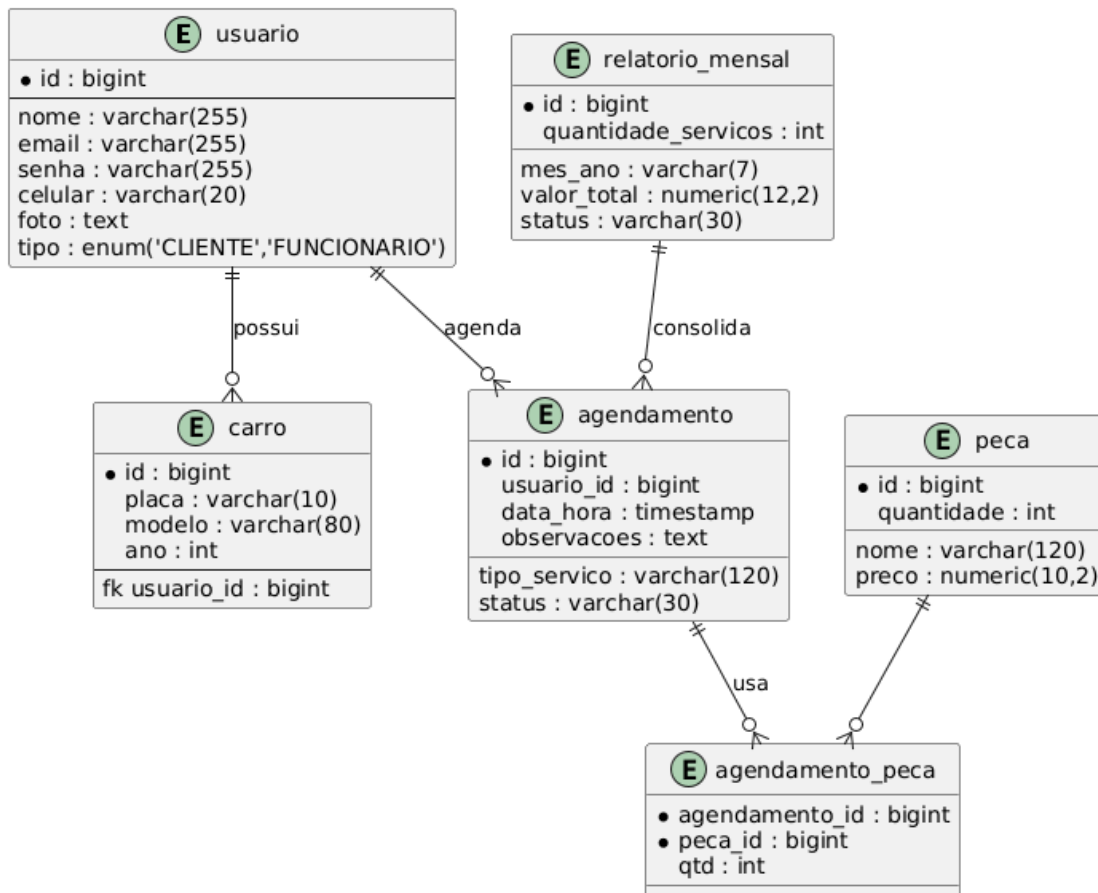 E usuario
id : bigint
nome : varchar(255)
email : varchar(255)
senha : varchar(255)
celular : varchar(20)
foto : text
tipo : enum('CLIENTE','FUNCIONARIO')
E relatorio_mensal
id : bigint
quantidade_servicos : int
mes_ano : varchar(7)
valor_total : numeric(12,2)
status : varchar(30)
possui
agenda
consolida
E carro
id : bigint
placa : varchar(10)
modelo : varchar(80)
ano : int
fk usuario_id : bigint
E agendamento
id : bigint
usuario_id : bigint
data_hora : timestamp
observacoes : text
tipo_servico : varchar(120)
status : varchar(30)
E peca
id : bigint
quantidade : int
nome : varchar(120)
preco : numeric(10,2)
usa
E agendamento_peca
agendamento_id : bigint
peca_id : bigint
qtd : int